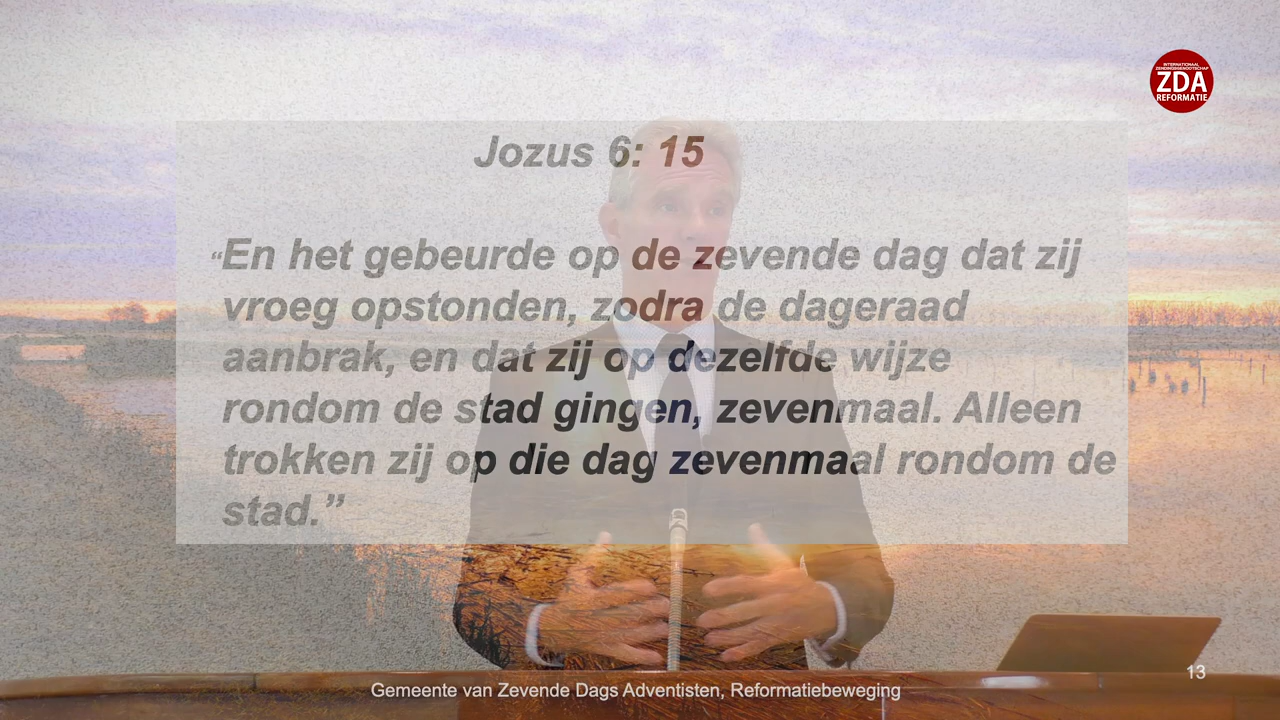 INTERNATIONAAL
ZENDINGSGENOOTSCHAP
ZDA
REFORMATIE
Jozus 6: 15
“En het gebeurde op de zevende dag dat zij
vroeg opstonden, zodra de dageraad
aanbrak, en dat zij op dezelfde wijze
rondom de stad gingen, zevenmaal. Alleen
trokken zij op die dag zevenmaal rondom de
stad.”
13
Gemeente van Zevende Dags Adventisten, Reformatiebeweging